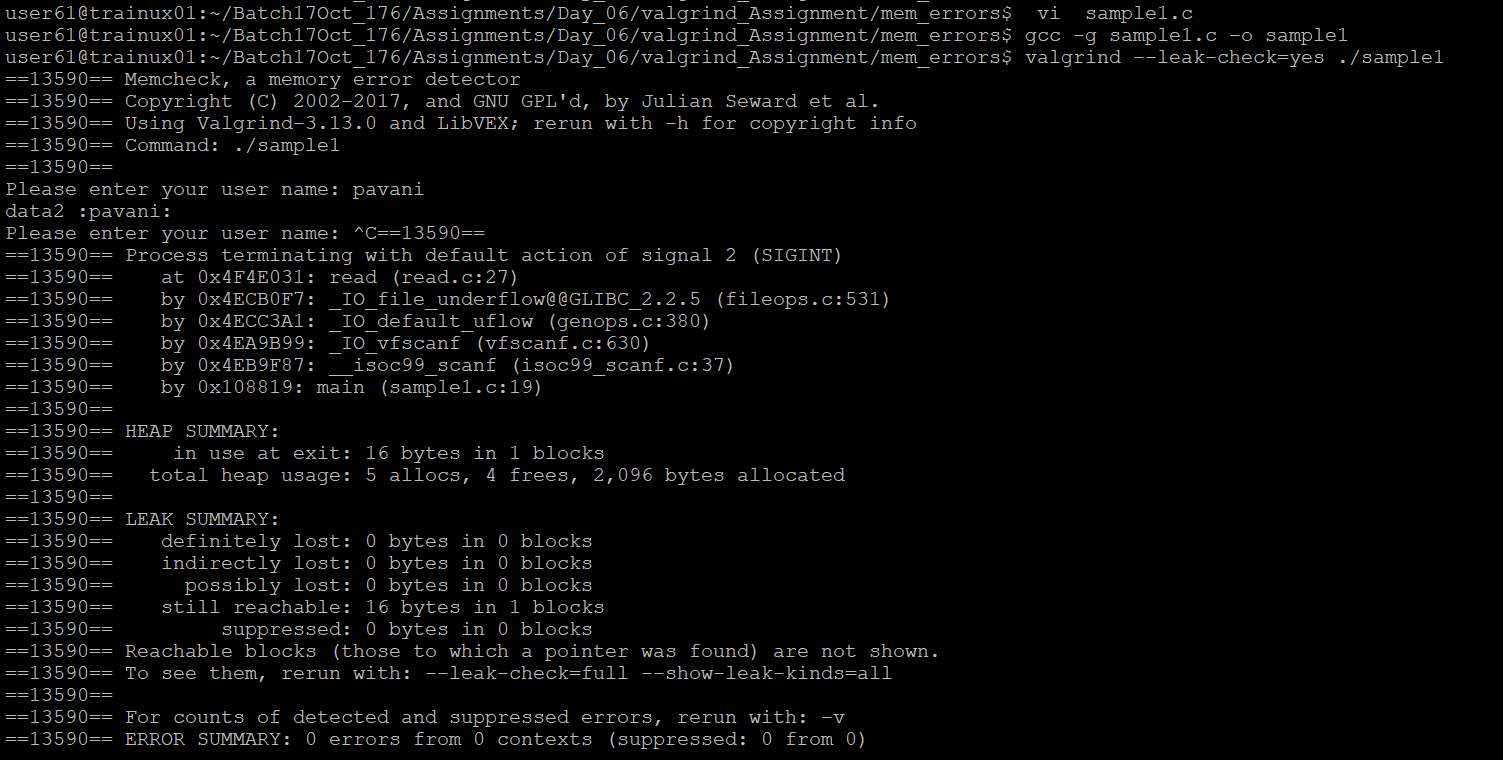 user61@trainux01:~/Batch17Oct_176/Assignments/Day_06/valgrind_Assignment/mem_errors$  vi  sample1.c
user61@trainux01:~/Batch17Oct_176/Assignments/Day_06/valgrind_Assignment/mem_errors$ gcc -g sample1.c -o sample1
user61@trainux01:~/Batch17Oct_176/Assignments/Day_06/valgrind_Assignment/mem_errors$ valgrind --leak-check=yes ./sample1
==13590== Memcheck, a memory error detector
==13590== Copyright (C) 2002-2017, and GNU GPL'd, by Julian Seward et al.
==13590== Using Valgrind-3.13.0 and LibVEX; rerun with -h for copyright info
==13590== Command: ./sample1
==13590==
Please enter your user name: pavani
data2 :pavani:
Please enter your user name: ^C==13590==
==13590== Process terminating with default action of signal 2 (SIGINT)
==13590==    at 0x4F4E031: read (read.c:27)
==13590==    by 0x4ECB0F7: _IO_file_underflow@@GLIBC_2.2.5 (fileops.c:531)
==13590==    by 0x4ECC3A1: _IO_default_uflow (genops.c:380)
==13590==    by 0x4EA9B99: _IO_vfscanf (vfscanf.c:630)
==13590==    by 0x4EB9F87: __isoc99_scanf (isoc99_scanf.c:37)
==13590==    by 0x108819: main (sample1.c:19)
==13590==
==13590== HEAP SUMMARY:
==13590==     in use at exit: 16 bytes in 1 blocks
==13590==   total heap usage: 5 allocs, 4 frees, 2,096 bytes allocated
==13590==
==13590== LEAK SUMMARY:
==13590==    definitely lost: 0 bytes in 0 blocks
==13590==    indirectly lost: 0 bytes in 0 blocks
==13590==      possibly lost: 0 bytes in 0 blocks
==13590==    still reachable: 16 bytes in 1 blocks
==13590==         suppressed: 0 bytes in 0 blocks
==13590== Reachable blocks (those to which a pointer was found) are not shown.
==13590== To see them, rerun with: --leak-check=full --show-leak-kinds=all
==13590==
==13590== For counts of detected and suppressed errors, rerun with: -v
==13590== ERROR SUMMARY: 0 errors from 0 contexts (suppressed: 0 from 0)